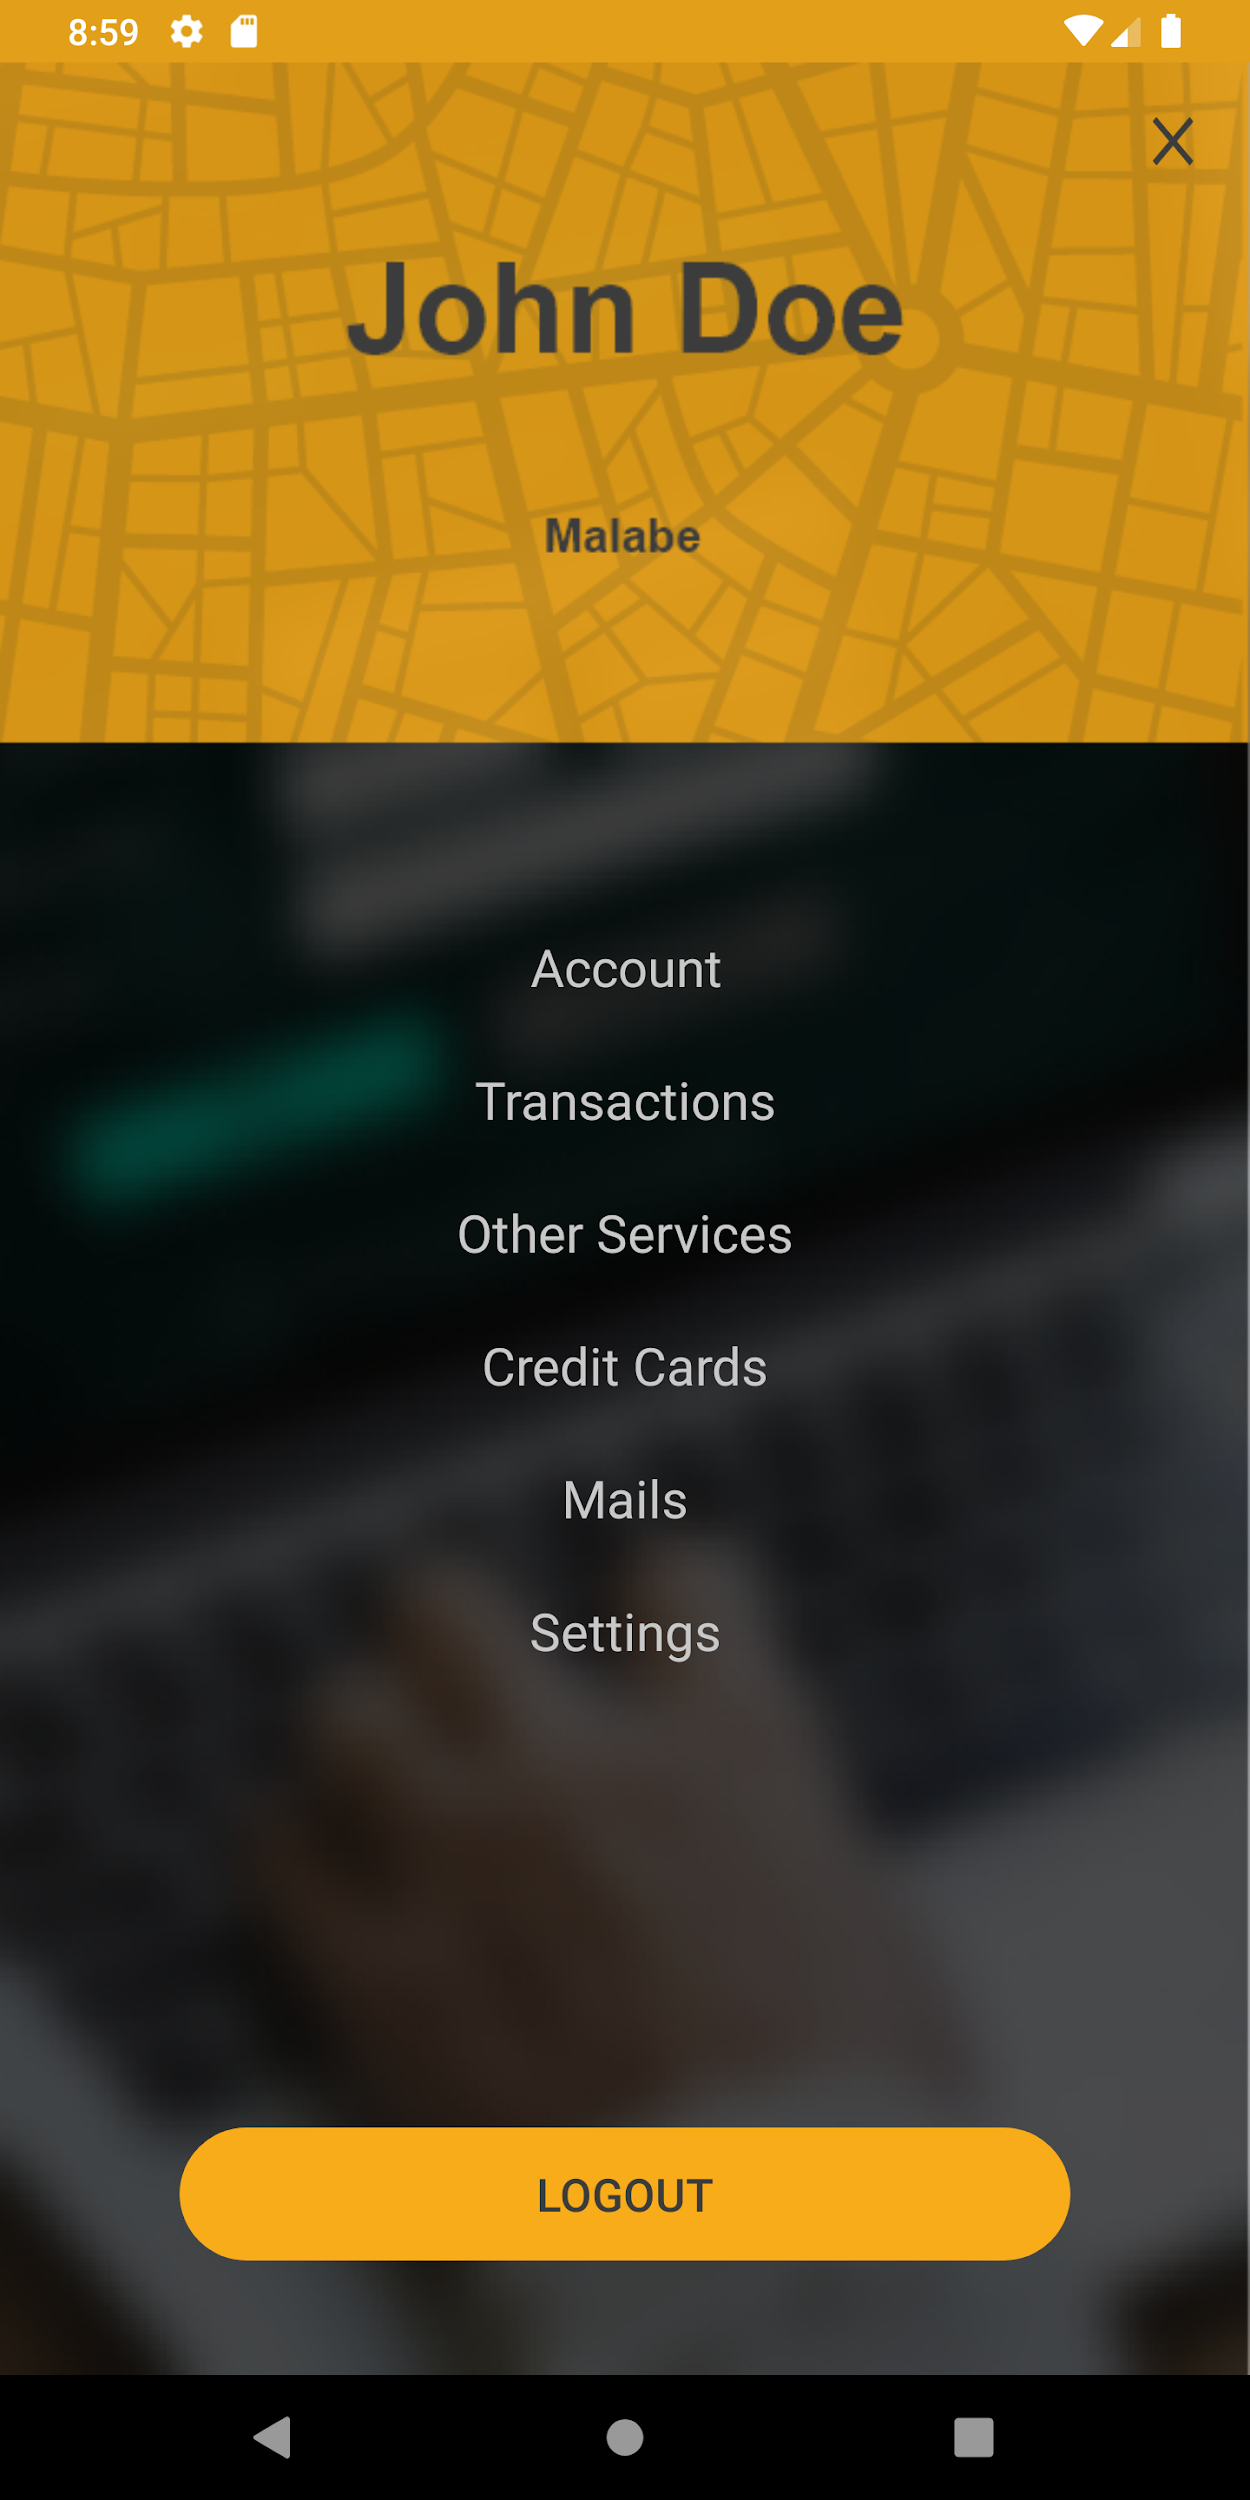 8:59
John Doe
Malabe
Account
Transactions
Other Services
Credit Cards
Mails
Settings
LOGOUT